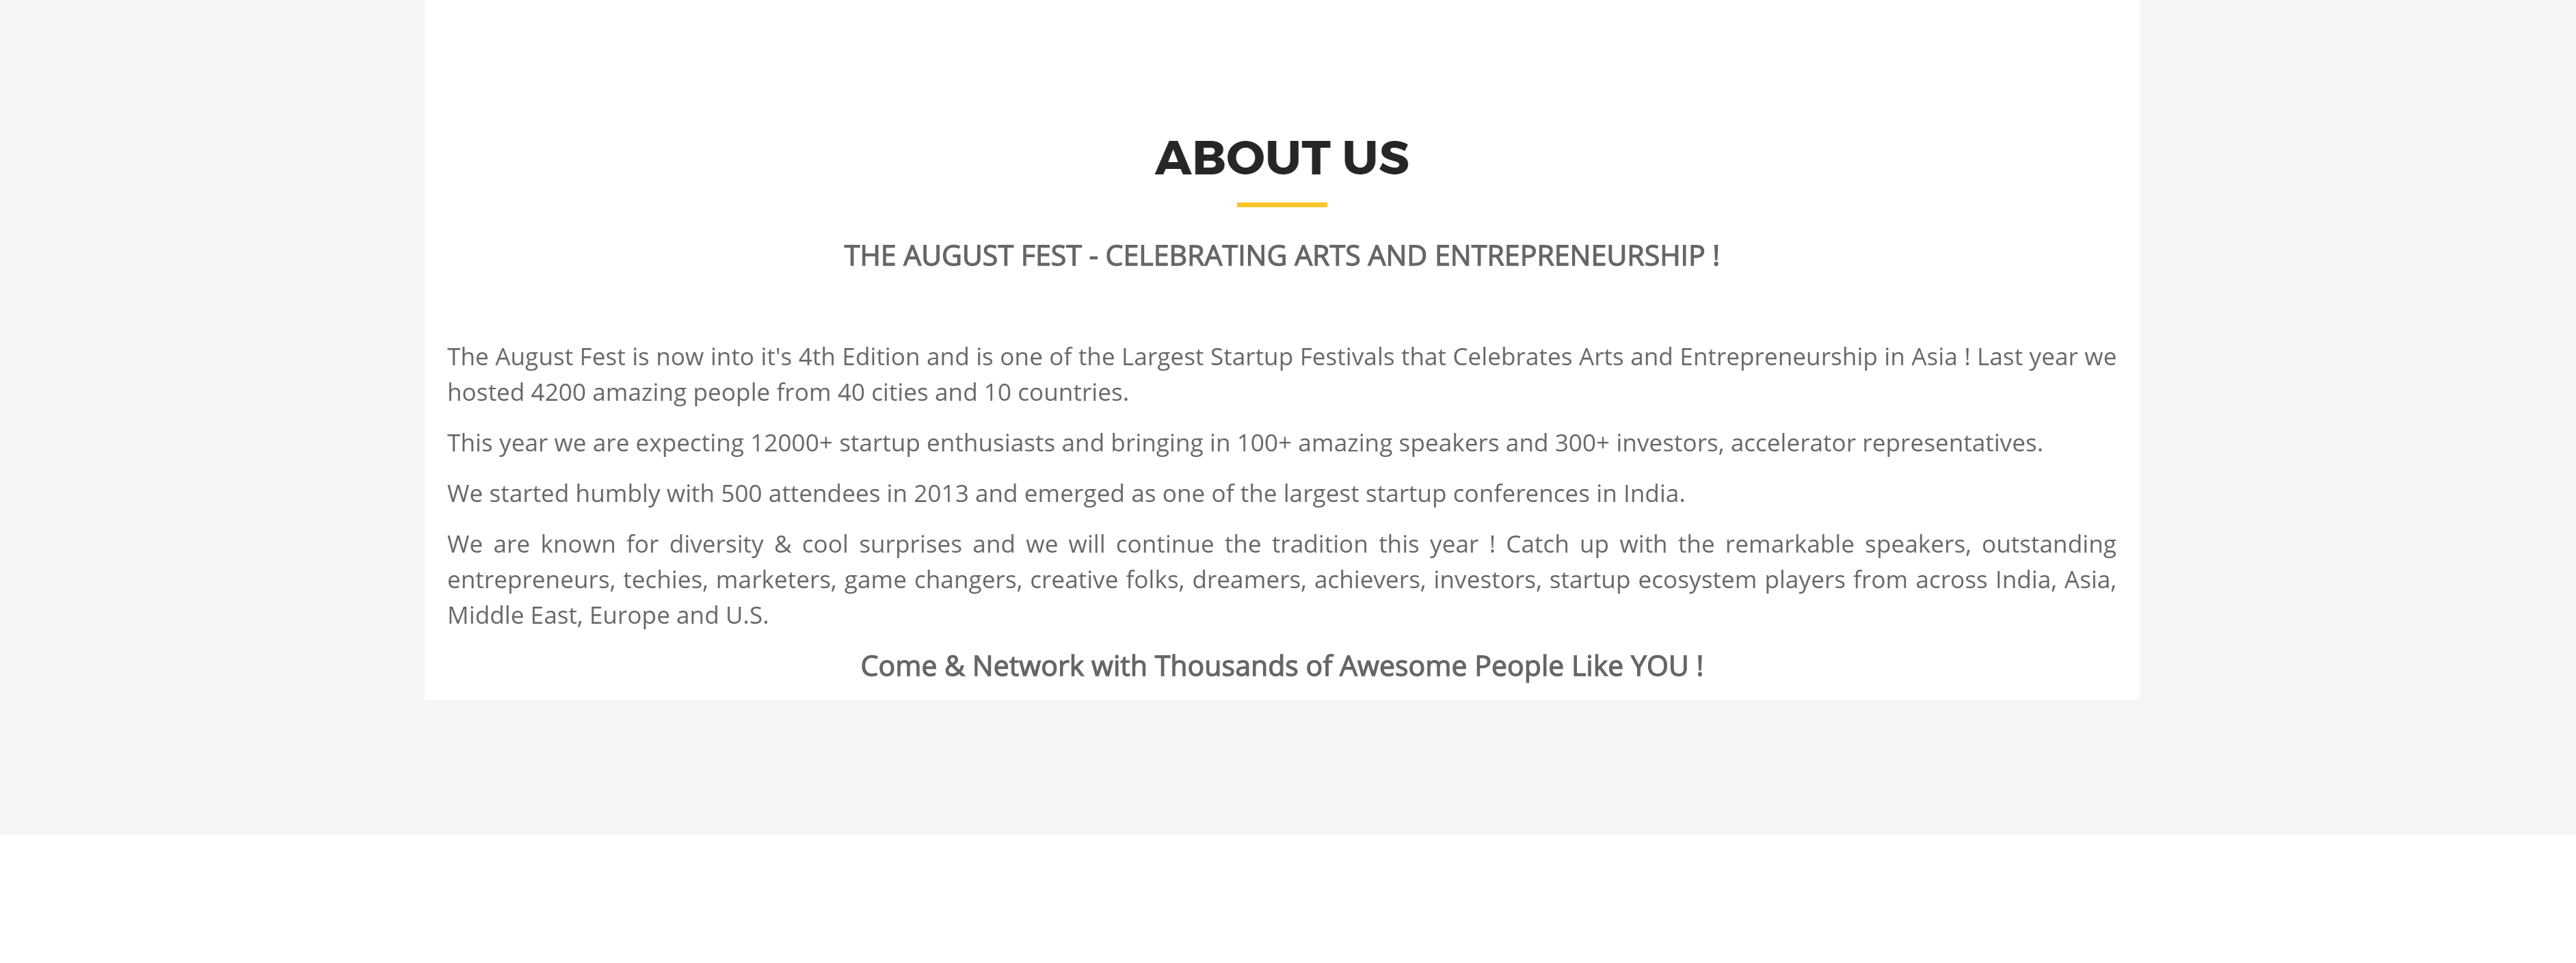 ABOUT US
THE AUGUST FEST - CELEBRATING ARTS AND ENTREPRENEURSHIP !
The August Fest is now into it's 4th Edition and is one of the Largest Startup Festivals that Celebrates Arts and Entrepreneurship in Asia ! Last year we
hosted 4200 amazing people from 40 cities and 10 countries.
This year we are expecting 12000+ startup enthusiasts and bringing in 100+ amazing speakers and 300+ investors, accelerator representatives.
We started humbly with 500 attendees in 2013 and emerged as one of the largest startup conferences in India.
We are known for diversity & cool surprises and we will continue the tradition this year ! Catch up with the remarkable speakers, outstanding
entrepreneurs, techies, marketers, game changers, creative folks, dreamers, achievers, investors, startup ecosystem players from across India, Asia,
Middle East, Europe and U.S.
Come & Network with Thousands of Awesome People Like YOU !